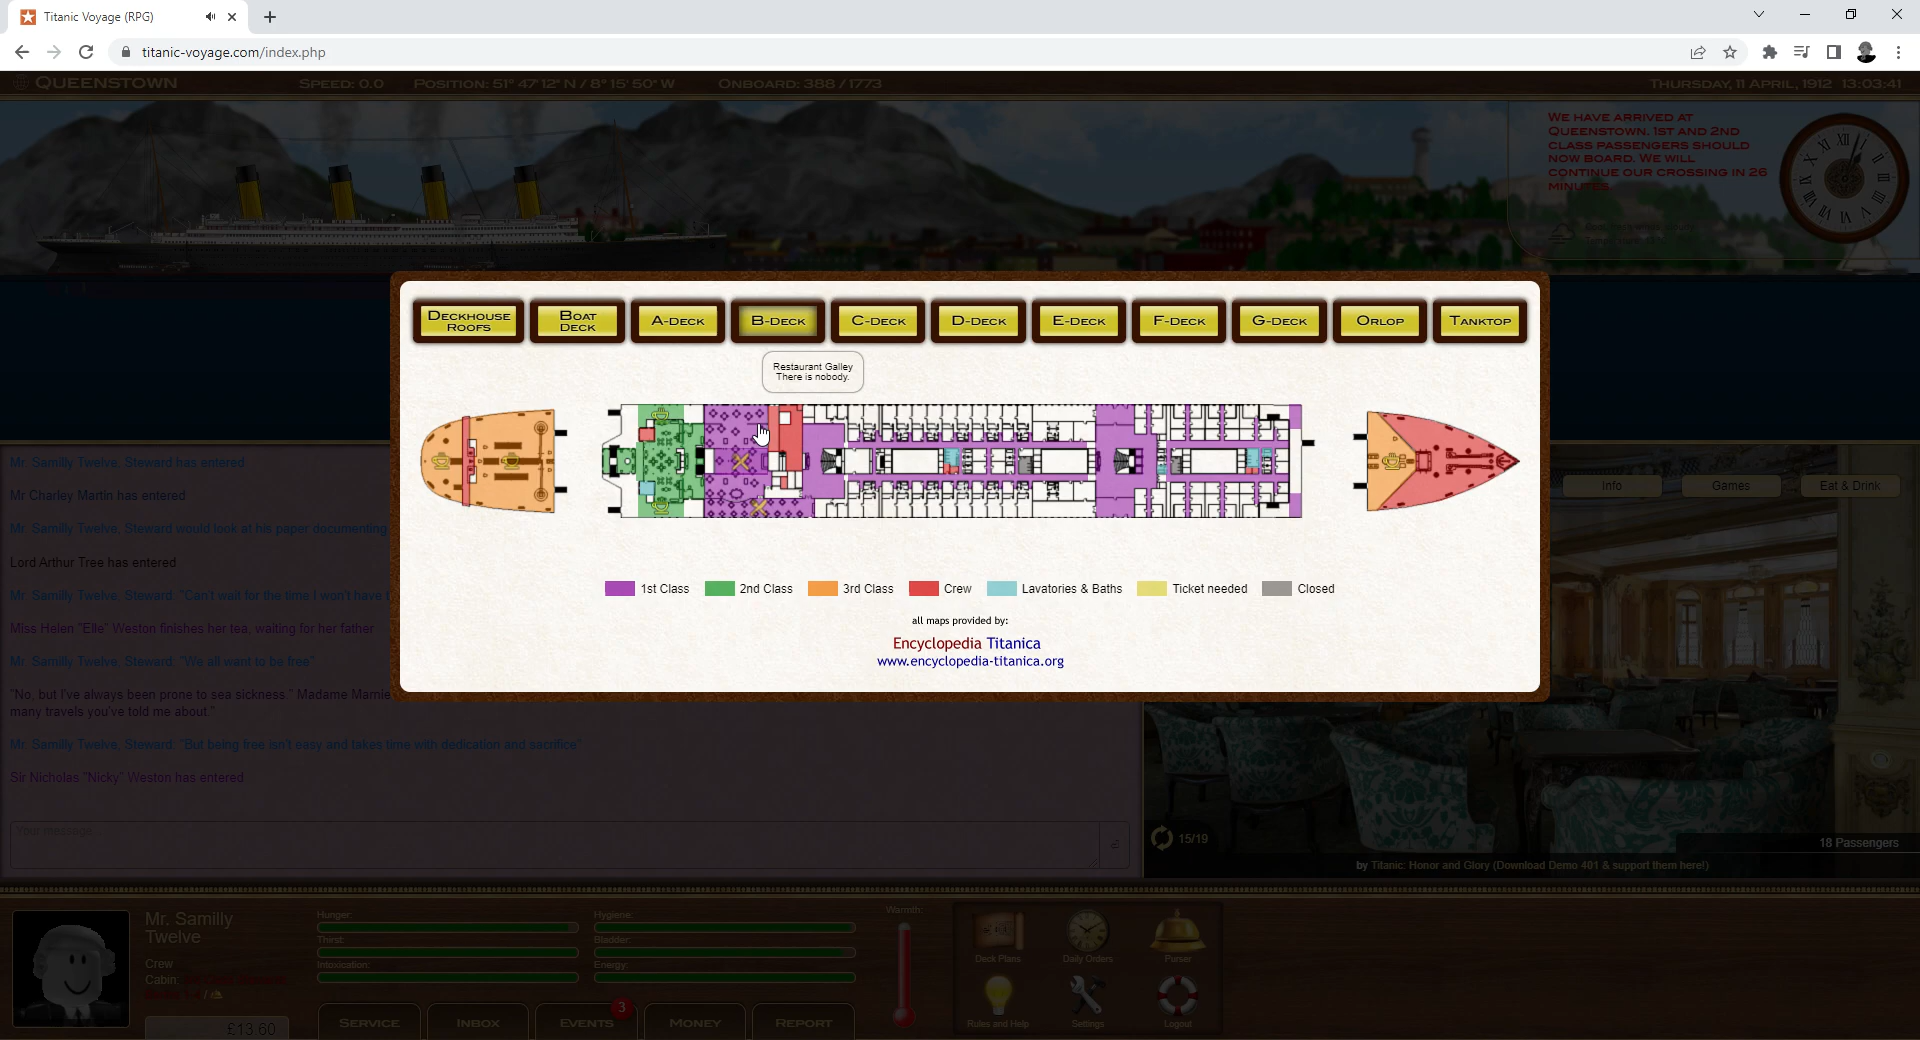 Titanic Voyage (RPG)
titanic-voyage.com/index.php
QUEENSTOWN SPEED: 0.0 POSITION: 51° 47' 12" N / 8° 15' 50" W ONBOARD: 388 / 1773 THURSDAY, 11 APRIL, 1912 13:03:41
WE HAVE ARRIVED AT
QUEENSTOWN. 1ST AND 2ND
CLASS PASSENGERS SHOULD
NOW BOARD. WE WILL
CONTINUE OUR CROSSING IN 26
MINUTES.
DECKHOUSE
ROOFS
BOAT
DECK
A-DECK
B-DECK
C-DECK
D-DECK
E-DECK
F-DECK
G-DECK
ORLOP
TANKTOP
Restaurant Galley
There is nobody.
1st Class 2nd Class 3rd Class Crew Lavatories & Baths Ticket needed Closed
all maps provided by:
Encyclopedia Titanica
www.encyclopedia-titanica.org
Mr. Samilly Twelve, Steward has entered
Mr Charley Martin has entered
Mr. Samilly Twelve, Steward would look at his paper documenting
Lord Arthur Tree has entered
Mr. Samilly Twelve, Steward: "Can't wait for the time I won't have t
Miss Helen "Elle" Weston finishes her tea, waiting for her father
Mr. Samilly Twelve, Steward: "We all want to be free"
"No, but I've always been prone to sea sickness." Madame Mamie
many travels you've told me about."
Mr. Samilly Twelve, Steward: "But being free isn't easy and takes time with dedication and sacrifice"
Sir Nicholas "Nicky" Weston has entered
Your message...
Info Games Eat & Drink
15/19
18 Passengers
by Titanic: Honor and Glory (Download Demo 401 & support them here!)
Mr. Samilly
Twelve
Crew
Cabin:
£13.60
Hunger:
Thirst:
Intoxication:
Hygiene:
Bladder:
Energy:
Warmth:
SERVICE INBOX EVENTS 3 MONEY REPORT
Deck Plans Daily Orders Purser
Rules and Help Settings Logout